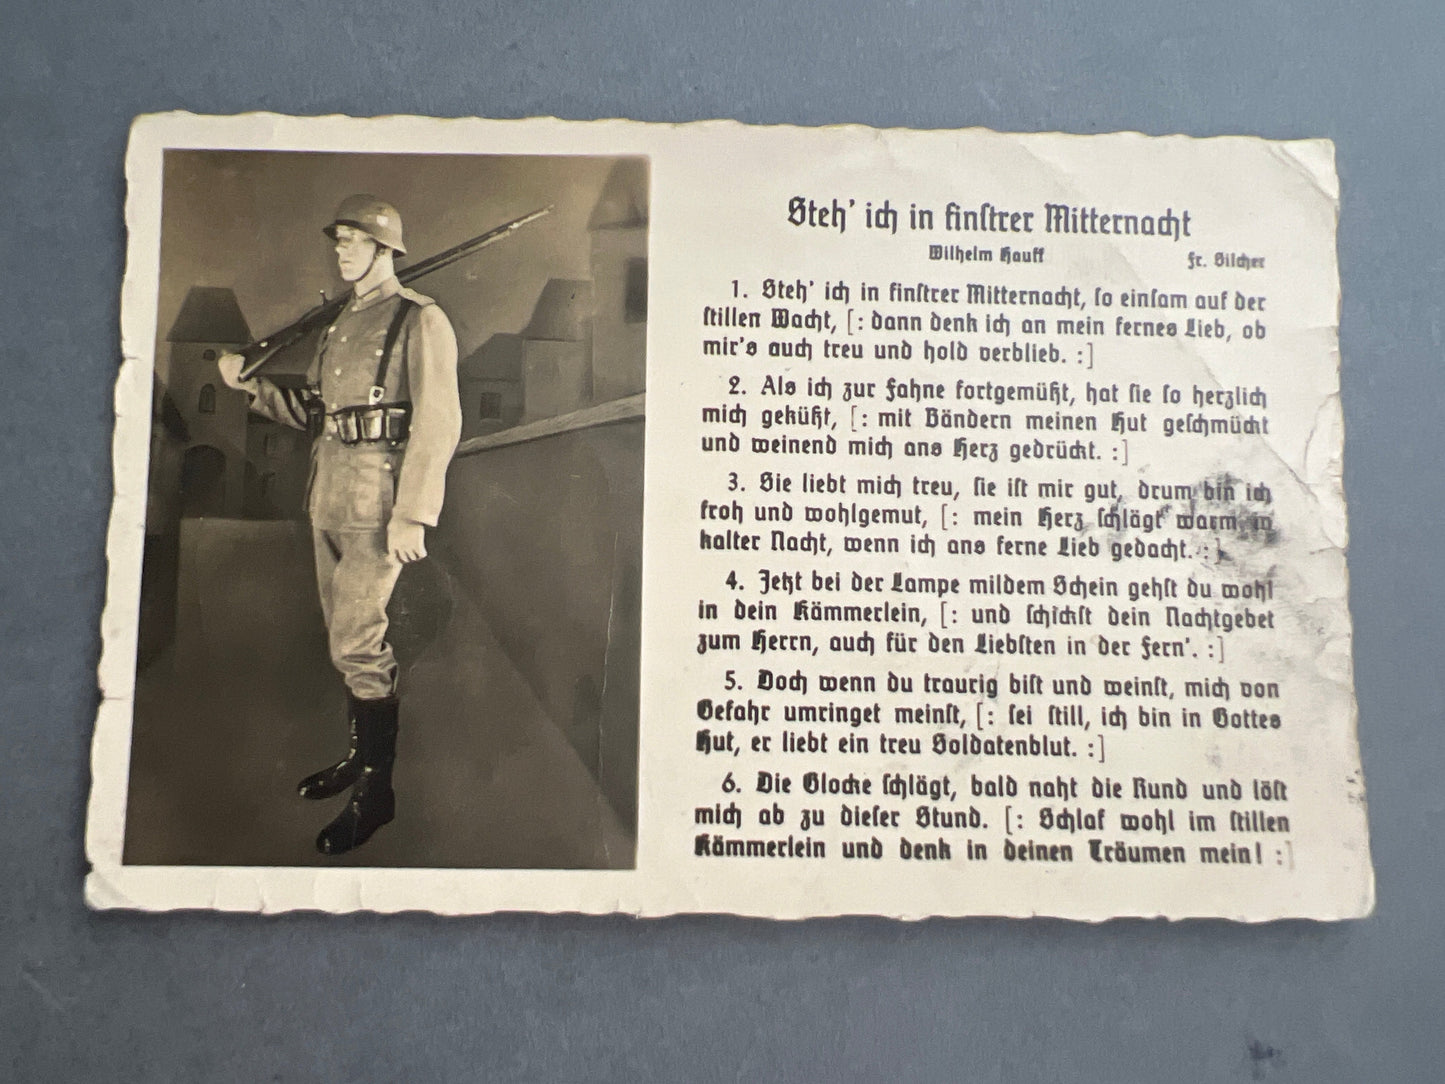 Steh' ich in finſtrer Mitternacht
Wilhelm Hauff Fr. Silcher
1. Steh' ich in finſtrer Mitternacht, ſo einſam auf der
ſtillen Wacht, [: dann denk ich an mein fernes Lieb, ob
mir's auch treu und hold verblieb. :]
2. Als ich zur Fahne fortgemüßt, hat ſie ſo herzlich
mich geküßt, [: mit Bändern meinen Hut geſchmückt
und weinend mich ans Herz gedrückt. :]
3. Sie liebt mich treu, ſie iſt mir gut, drum bin ich
froh und wohlgemut, [: mein Herz ſchlägt warm in
kalter Nacht, wenn ich ans ferne Lieb gedacht. :]
4. Jetzt bei der Lampe mildem Schein gehſt du wohl
in dein Kämmerlein, [: und ſchickſt dein Nachtgebet
zum Herrn, auch für den Liebſten in der Fern'. :]
5. Doch wenn du traurig biſt und weinſt, mich von
Gefahr umringet meinſt, [: ſei ſtill, ich bin in Gottes
Hut, er liebt ein treu Soldatenblut. :]
6. Die Glocke ſchlägt, bald naht die Rund und löſt
mich ab zu dieſer Stund. [: Schlaf wohl im ſtillen
Kämmerlein und denk in deinen Träumen mein! :]